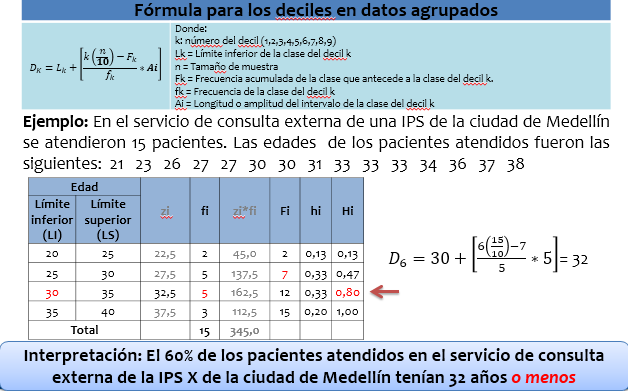 Fórmula para los deciles en datos agrupados
D_K = L_k + [k(n/10) − F_k / f_k * Ai]
Donde:
k: número del decil (1,2,3,4,5,6,7,8,9)
Lk = Límite inferior de la clase del decil k
n = Tamaño de muestra
Fk = Frecuencia acumulada de la clase que antecede a la clase del decil k.
fk = Frecuencia de la clase del decil k
Ai = Longitud o amplitud del intervalo de la clase del decil k
Ejemplo: En el servicio de consulta externa de una IPS de la ciudad de Medellín
se atendieron 15 pacientes. Las edades de los pacientes atendidos fueron las
siguientes: 21 23 26 27 27 30 30 31 33 33 33 34 36 37 38
Edad
Límite inferior (LI) Límite superior (LS) zi fi zi*fi Fi hi Hi
20 25 22,5 2 45,0 2 0,13 0,13
25 30 27,5 5 137,5 7 0,33 0,47
30 35 32,5 5 162,5 12 0,33 0,80
35 40 37,5 3 112,5 15 0,20 1,00
Total 15 345,0
D_6 = 30 + [6(15/10) − 7 / 5 * 5] = 32
Interpretación: El 60% de los pacientes atendidos en el servicio de consulta
externa de la IPS X de la ciudad de Medellín tenían 32 años o menos